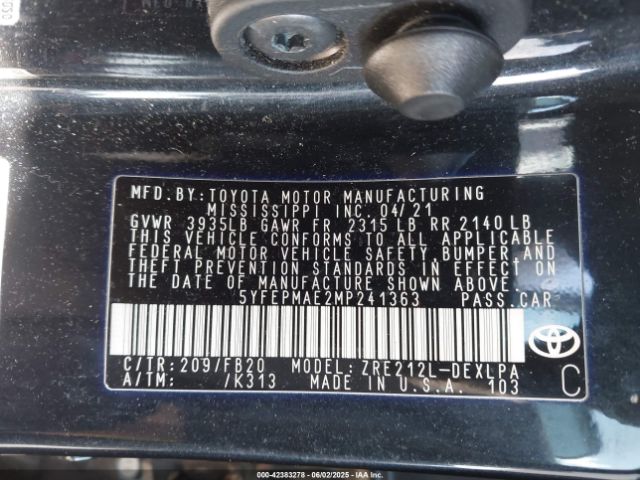 MFD.BY:TOYOTA MOTOR MANUFACTURING
MISSISSIPPI INC. 04/21
GVWR 3935LB GAWR FR 2315 LB RR 2140 LB
THIS VEHICLE CONFORMS TO ALL APPLICABLE
FEDERAL MOTOR VEHICLE SAFETY,BUMPER,AND
THEFT PREVENTION STANDARDS IN EFFECT ON
THE DATE OF MANUFACTURE SHOWN ABOVE.
5YFEPMAE2MP241363 PASS.CAR
C/TR:209/FB20 MODEL:ZRE212L-DEXLPA
A/TM: /K313 MADE IN U.S.A. 103
C
000-42383278 - 06/02/2025 - IAAI.COM